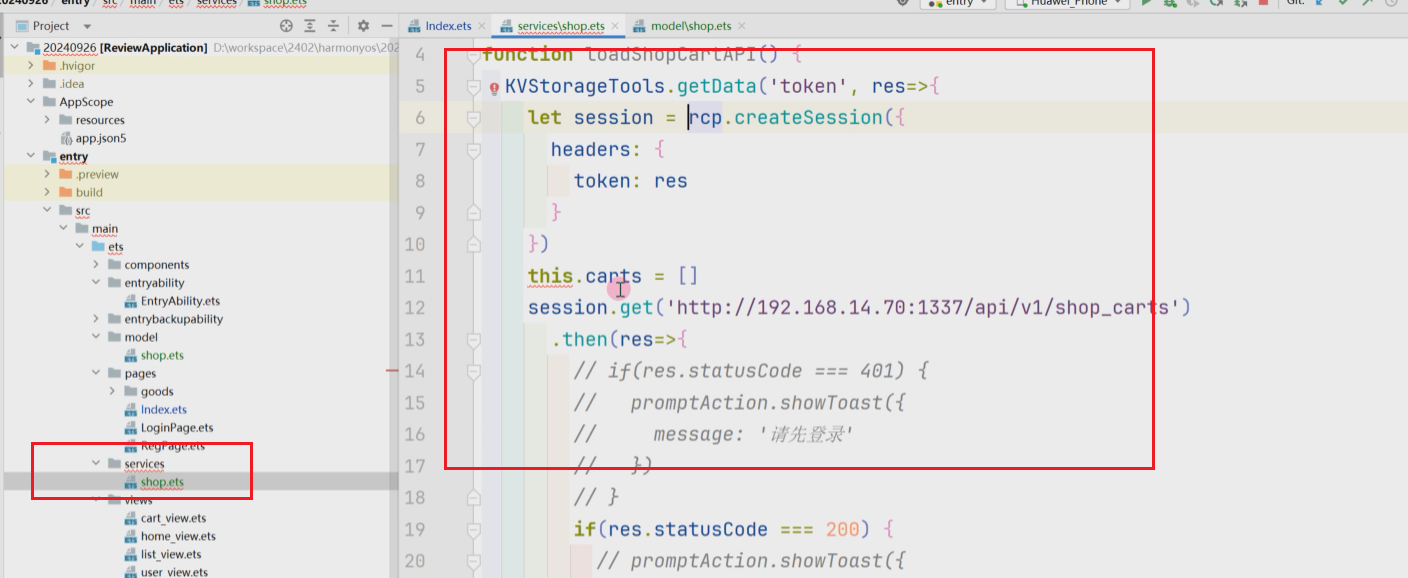 20240926 entry src main ets services shop.ets
entry Huawei_Phone Git:
Project
Index.ets services\shop.ets model\shop.ets
20240926 [ReviewApplication] D:\workspace\2402\harmonyos\202
.hvigor
.idea
AppScope
resources
app.json5
entry
.preview
build
src
main
ets
components
entryability
EntryAbility.ets
entrybackupability
model
shop.ets
pages
goods
Index.ets
LoginPage.ets
RegPage.ets
services
shop.ets
views
cart_view.ets
home_view.ets
list_view.ets
user_view.ets
4 function loadShopCartAPI() {
5 KVStorageTools.getData('token', res=>{
6 let session = rcp.createSession({
7 headers: {
8 token: res
9 }
10 })
11 this.carts = []
12 session.get('http://192.168.14.70:1337/api/v1/shop_carts')
13 .then(res=>{
14 // if(res.statusCode === 401) {
15 // promptAction.showToast({
16 // message: '请先登录'
17 // })
18 // }
19 if(res.statusCode === 200) {
20 // promptAction.showToast({